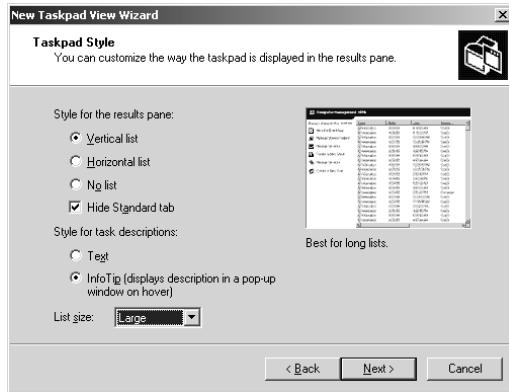 New Taskpad View Wizard
Taskpad Style
You can customize the way the taskpad is displayed in the results pane.
Style for the results pane:
Vertical list
Horizontal list
No list
Hide Standard tab
Style for task descriptions:
Text
InfoTip (displays description in a pop-up
window on hover)
List size:
Large
Best for long lists.
< Back
Next >
Cancel